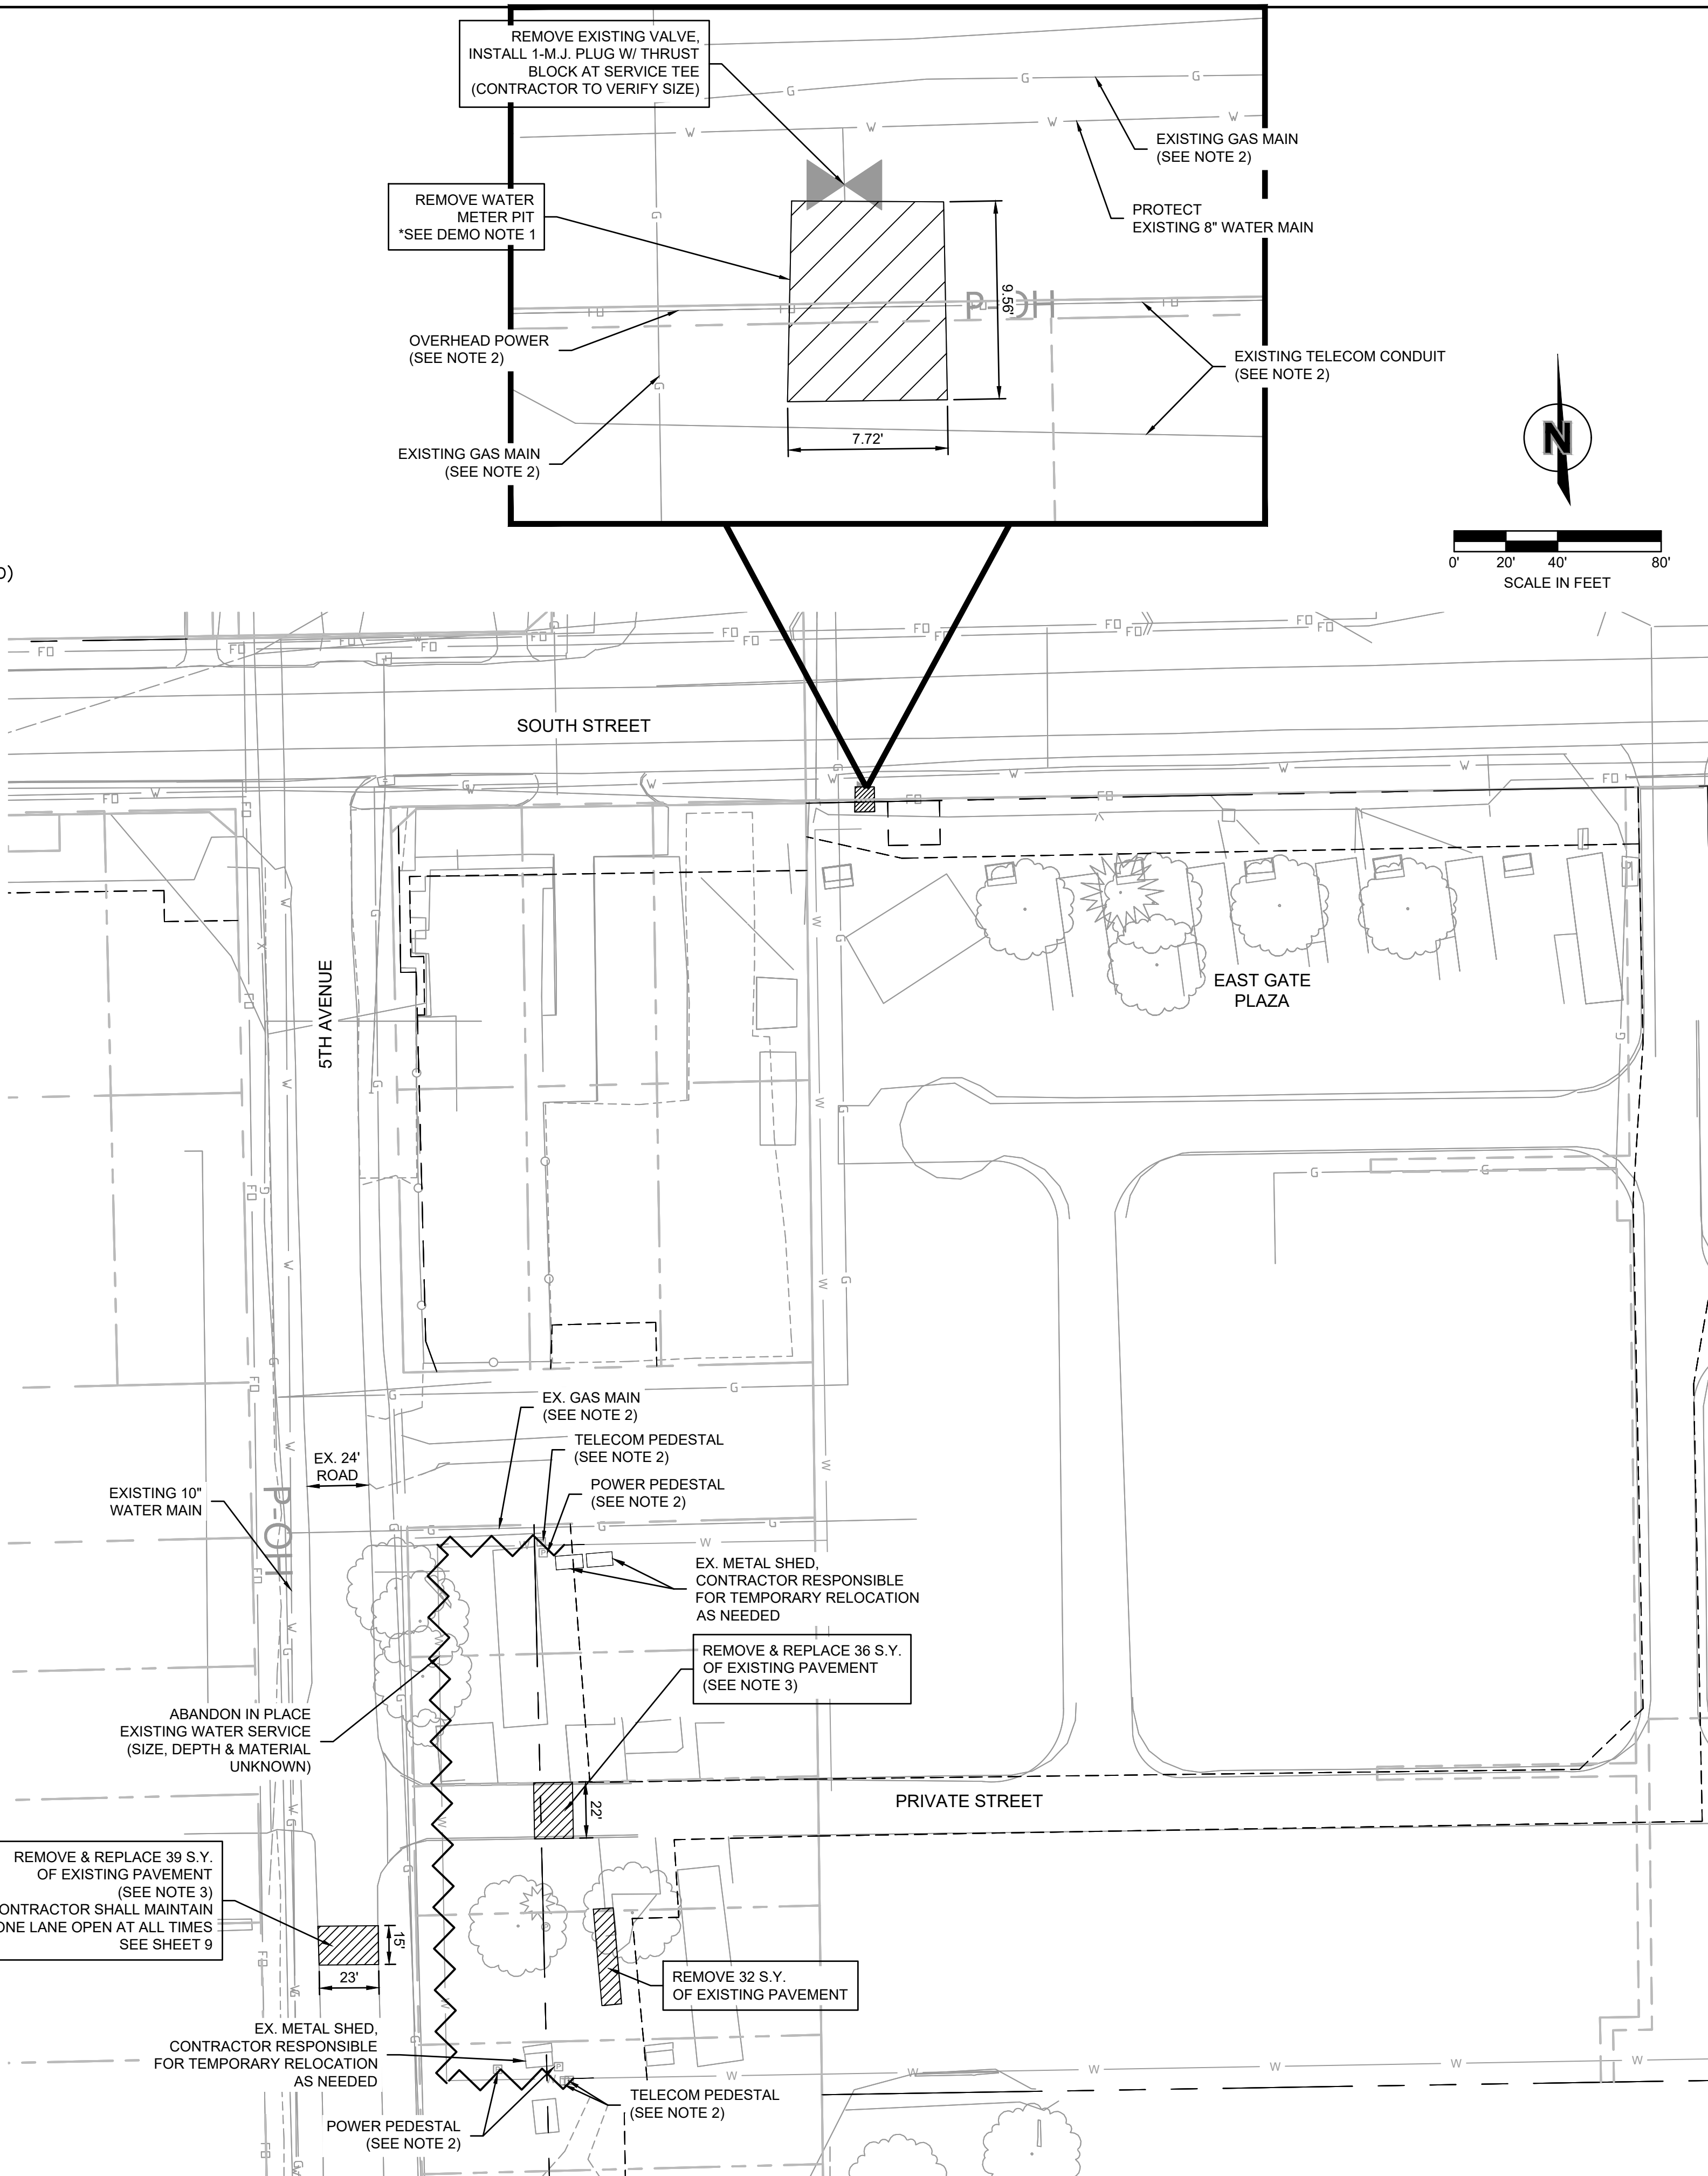 REMOVE EXISTING VALVE,
INSTALL 1-M.J. PLUG W/ THRUST
BLOCK AT SERVICE TEE
(CONTRACTOR TO VERIFY SIZE)
EXISTING GAS MAIN
(SEE NOTE 2)
REMOVE WATER
METER PIT
*SEE DEMO NOTE 1
PROTECT
EXISTING 8" WATER MAIN
P-OH
9.56'
OVERHEAD POWER
(SEE NOTE 2)
EXISTING TELECOM CONDUIT
(SEE NOTE 2)
7.72'
EXISTING GAS MAIN
(SEE NOTE 2)
N
0' 20' 40' 80'
SCALE IN FEET
SOUTH STREET
5TH AVENUE
EAST GATE
PLAZA
EX. GAS MAIN
(SEE NOTE 2)
TELECOM PEDESTAL
(SEE NOTE 2)
EX. 24'
ROAD
POWER PEDESTAL
(SEE NOTE 2)
EXISTING 10"
WATER MAIN
P-OH
EX. METAL SHED,
CONTRACTOR RESPONSIBLE
FOR TEMPORARY RELOCATION
AS NEEDED
REMOVE & REPLACE 36 S.Y.
OF EXISTING PAVEMENT
(SEE NOTE 3)
ABANDON IN PLACE
EXISTING WATER SERVICE
(SIZE, DEPTH & MATERIAL
UNKNOWN)
22'
PRIVATE STREET
REMOVE & REPLACE 39 S.Y.
OF EXISTING PAVEMENT
(SEE NOTE 3)
ONTRACTOR SHALL MAINTAIN
ONE LANE OPEN AT ALL TIMES
SEE SHEET 9
15'
23'
REMOVE 32 S.Y.
OF EXISTING PAVEMENT
EX. METAL SHED,
CONTRACTOR RESPONSIBLE
FOR TEMPORARY RELOCATION
AS NEEDED
TELECOM PEDESTAL
(SEE NOTE 2)
POWER PEDESTAL
(SEE NOTE 2)